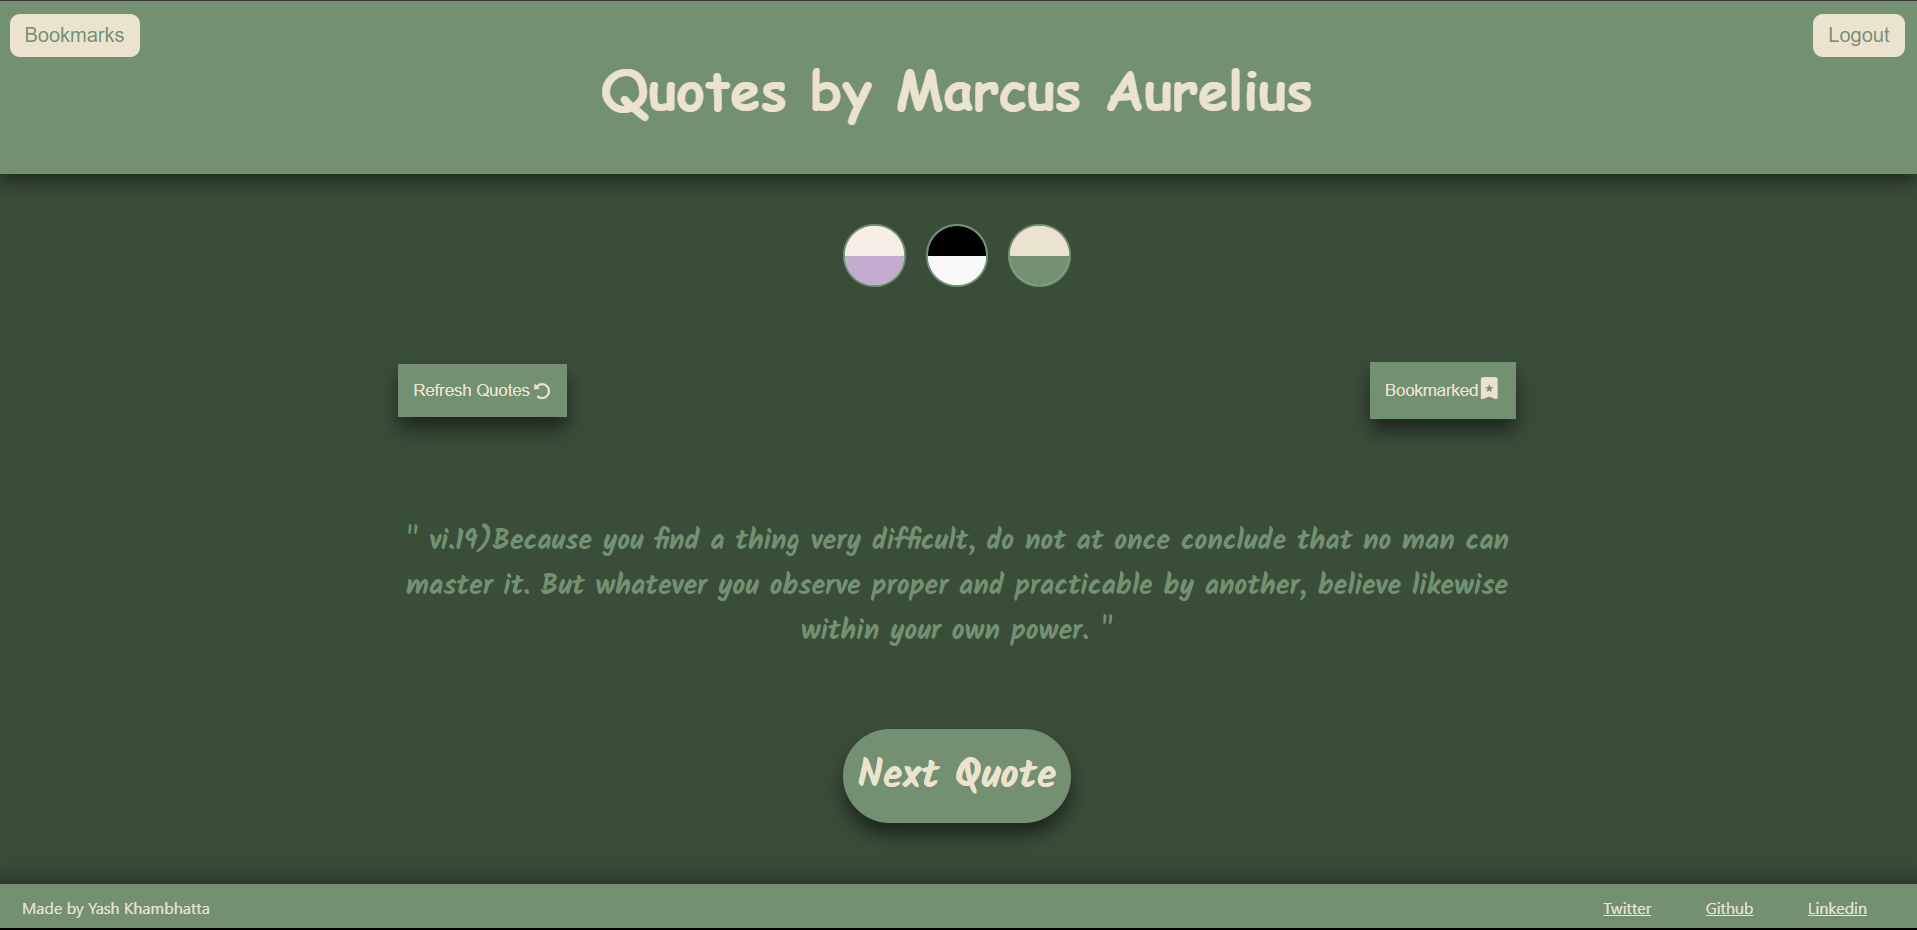 Bookmarks
Logout
Quotes by Marcus Aurelius
Refresh Quotes
Bookmarked
" vi.19)Because you find a thing very difficult, do not at once conclude that no man can
master it. But whatever you observe proper and practicable by another, believe likewise
within your own power. "
Next Quote
Made by Yash Khambhatta
Twitter
Github
Linkedin